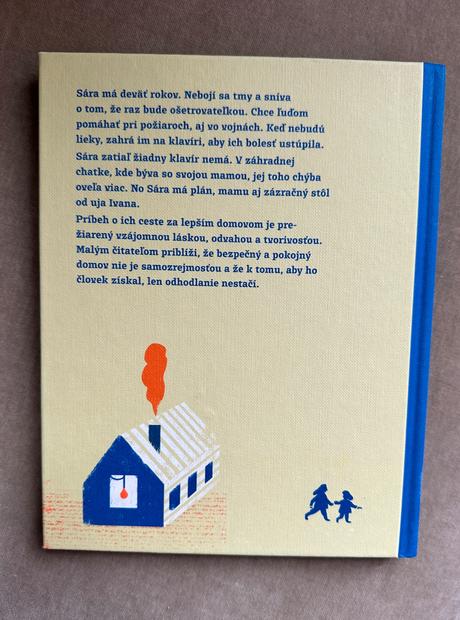 Sára má deväť rokov. Nebojí sa tmy a sníva
o tom, že raz bude ošetrovateľkou. Chce ľuďom
pomáhať pri požiaroch, aj vo vojnách. Keď nebudú
lieky, zahrá im na klavíri, aby ich bolesť ustúpila.
Sára zatiaľ žiadny klavír nemá. V záhradnej
chatke, kde býva so svojou mamou, jej toho chýba
oveľa viac. No Sára má plán, mamu aj zázračný stôl
od uja Ivana.
Príbeh o ich ceste za lepším domovom je pre-
žiarený vzájomnou láskou, odvahou a tvorivosťou.
Malým čitateľom priblíži, že bezpečný a pokojný
domov nie je samozrejmosťou a že k tomu, aby ho
človek získal, len odhodlanie nestačí.